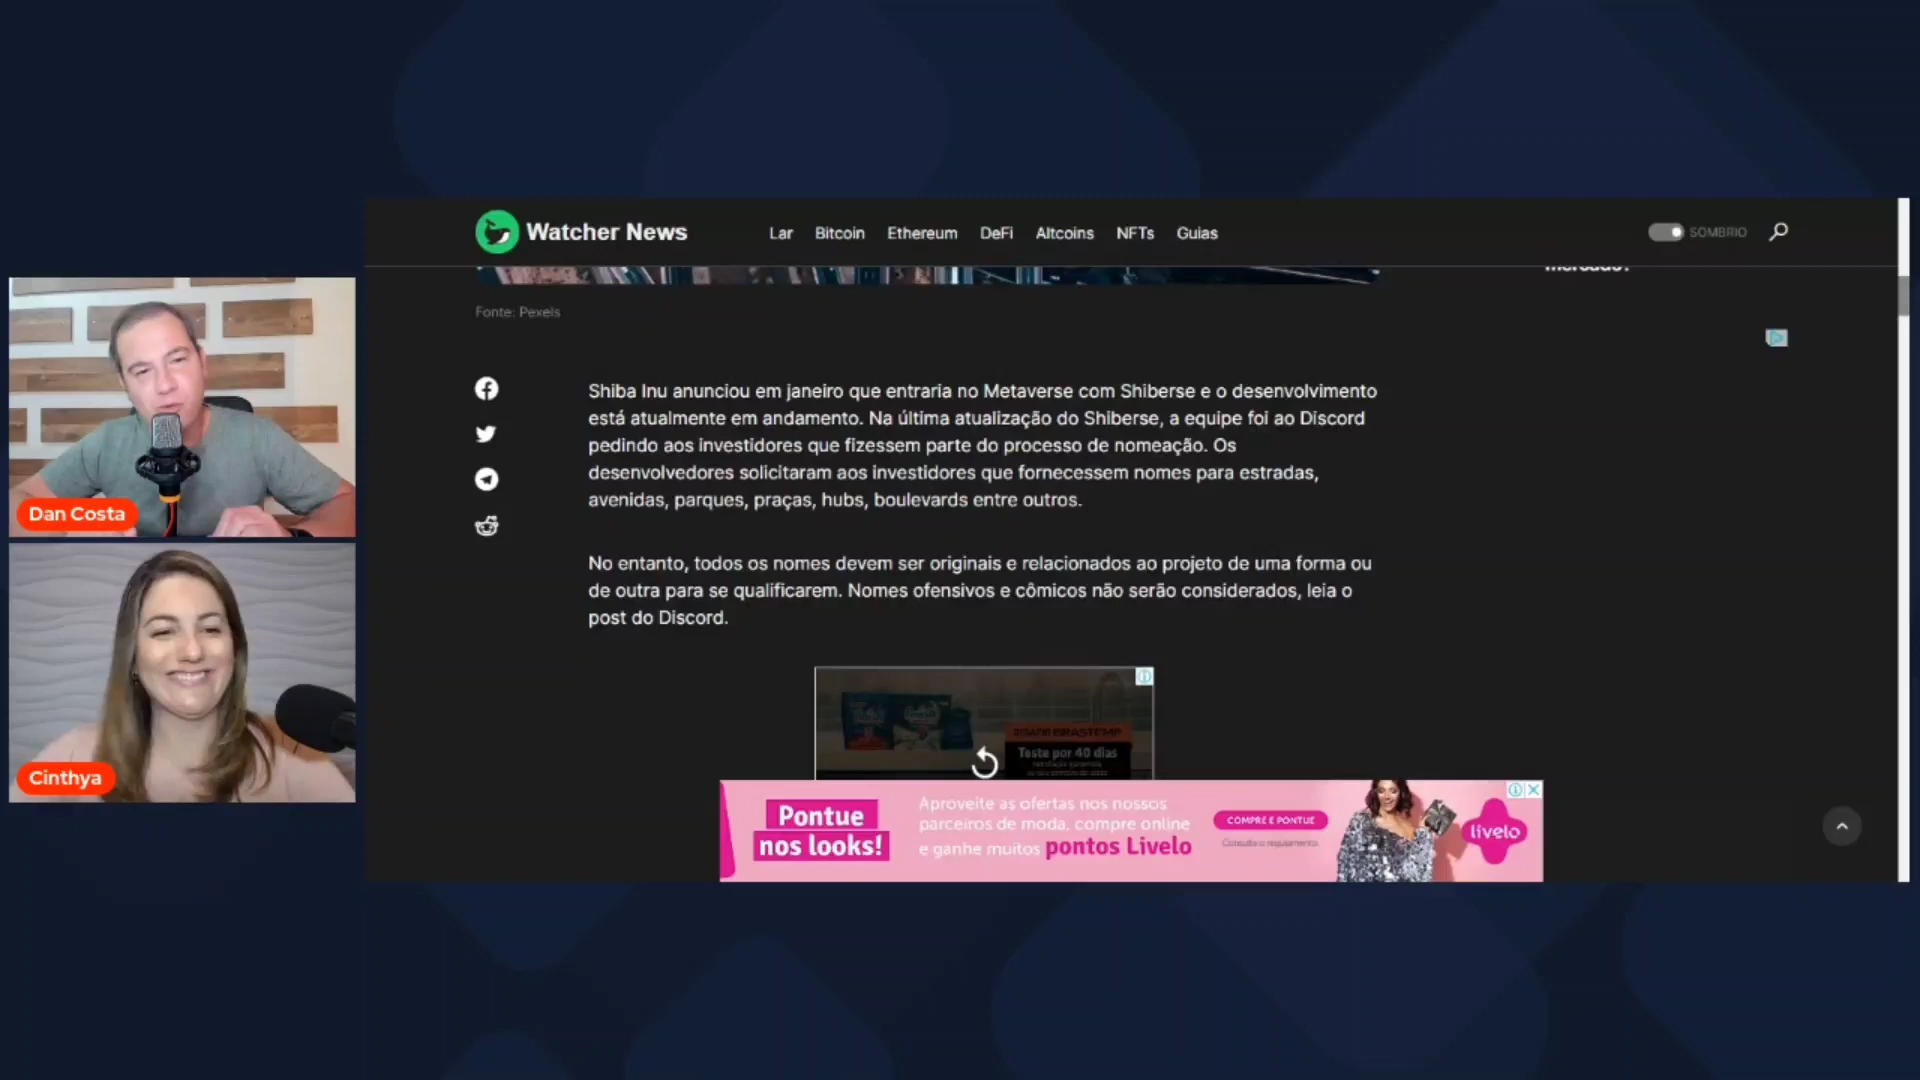 Watcher News
Lar Bitcoin Ethereum DeFi Altcoins NFTs Guias
SOMBRIO
Fonte: Pexels
Shiba Inu anunciou em janeiro que entraria no Metaverse com Shiberse e o desenvolvimento
está atualmente em andamento. Na última atualização do Shiberse, a equipe foi ao Discord
pedindo aos investidores que fizessem parte do processo de nomeação. Os
desenvolvedores solicitaram aos investidores que fornecessem nomes para estradas,
avenidas, parques, praças, hubs, boulevards entre outros.
No entanto, todos os nomes devem ser originais e relacionados ao projeto de uma forma ou
de outra para se qualificarem. Nomes ofensivos e cômicos não serão considerados, leia o
post do Discord.
Dan Costa
Cinthya
DESAFIO BRASTEMP
Teste por 40 dias
Pontue
nos looks!
Aproveite as ofertas nos nossos
parceiros de moda, compre online
e ganhe muitos pontos Livelo
COMPRE E PONTUE
Consulte o regulamento.
livelo